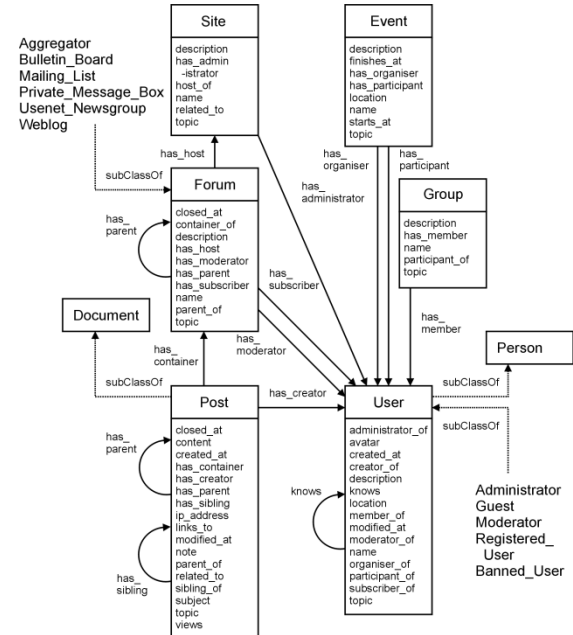 Aggregator
Bulletin_Board
Mailing_List
Private_Message_Box
Usenet_Newsgroup
Weblog
subClassOf
Site
description
has_admin
-istrator
host_of
name
related_to
topic
has_host
Event
description
finishes_at
has_organiser
has_participant
location
name
starts_at
topic
has_
organiser
has_
participant
has_
administrator
Forum
closed_at
container_of
description
has_host
has_moderator
has_parent
has_subscriber
name
parent_of
topic
has_
parent
has_
subscriber
has_
moderator
has_
container
Group
description
has_member
name
participant_of
topic
has_
member
Document
subClassOf
Person
subClassOf
Post
closed_at
content
created_at
has_container
has_creator
has_parent
has_sibling
ip_address
links_to
modified_at
note
parent_of
related_to
sibling_of
subject
topic
views
has_
parent
has_
sibling
has_creator
User
administrator_of
avatar
created_at
creator_of
description
knows
location
member_of
modified_at
moderator_of
name
organiser_of
participant_of
subscriber_of
topic
knows
subClassOf
Administrator
Guest
Moderator
Registered_
User
Banned_User